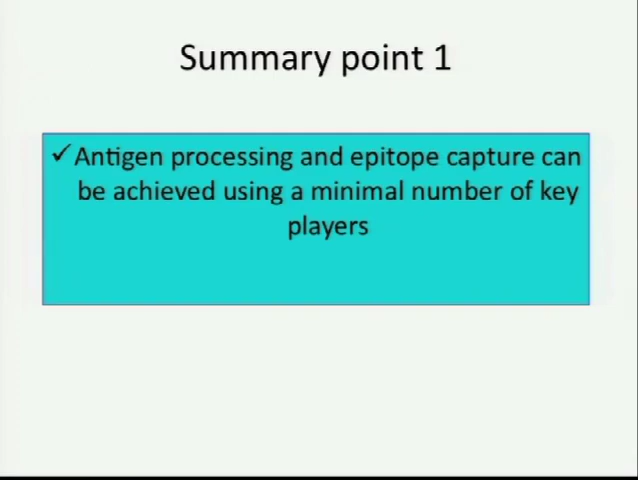 Summary point 1
✓Antigen processing and epitope capture can
be achieved using a minimal number of key
players